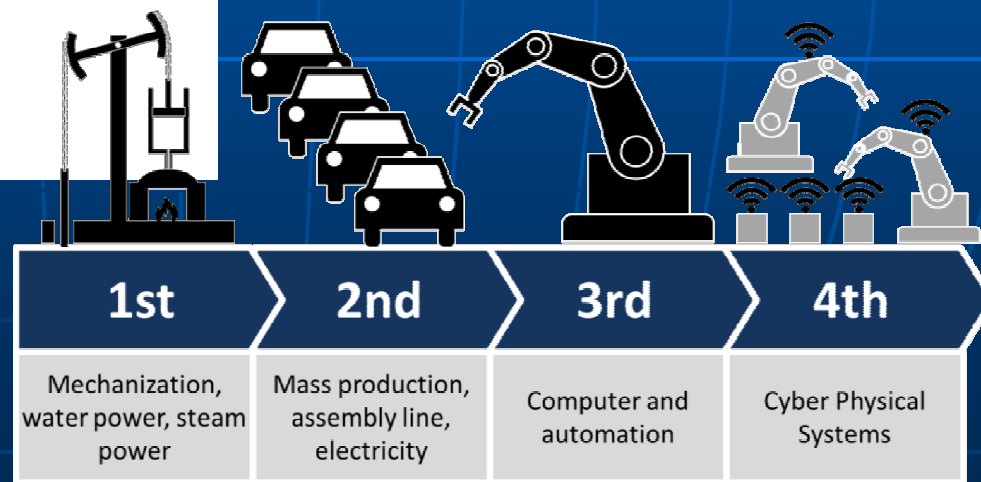 1st
2nd
3rd
4th
Mechanization,
water power, steam
power
Mass production,
assembly line,
electricity
Computer and
automation
Cyber Physical
Systems